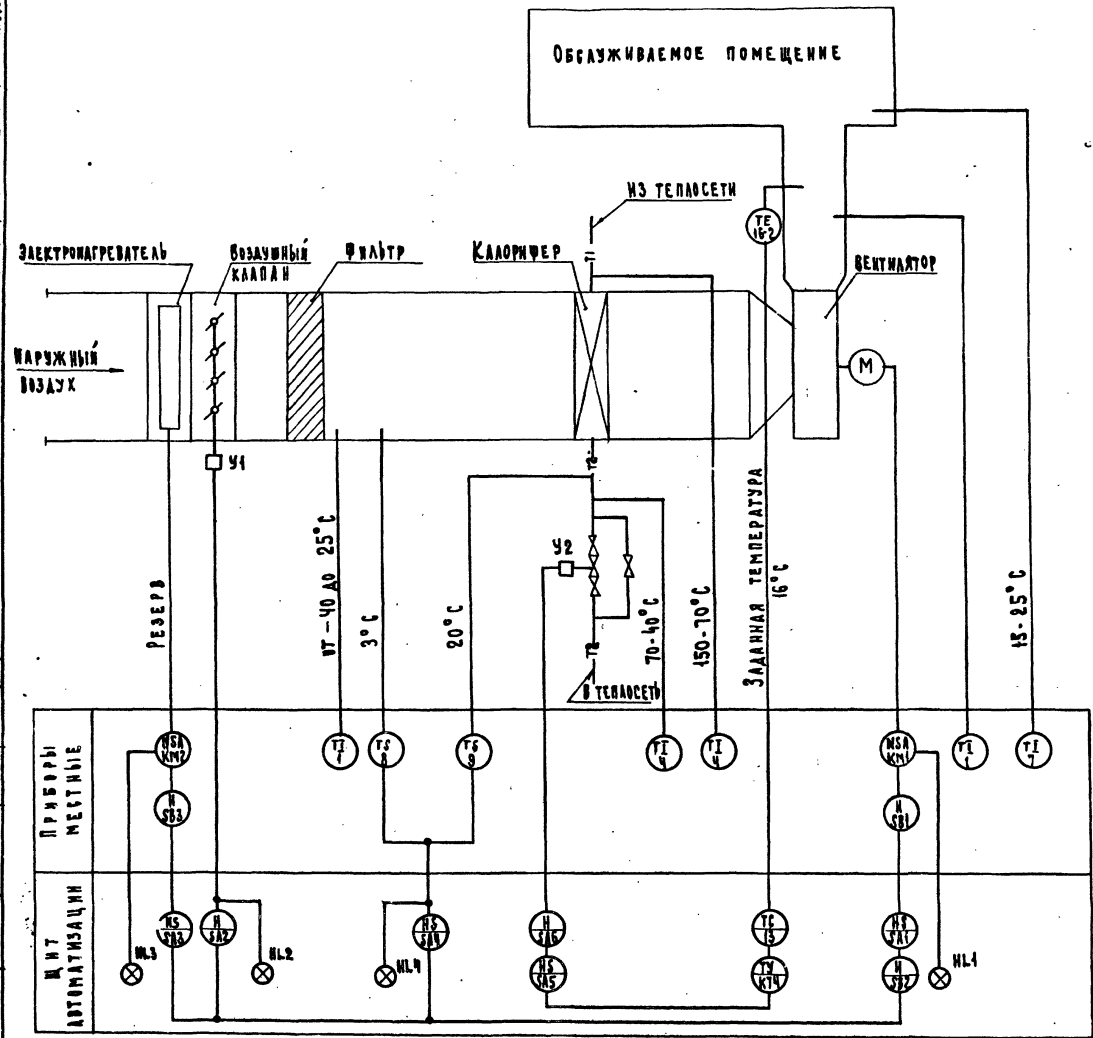 Обслуживаемое помещение
из теплосети
TE
16-2
Электронагреватель
Воздушный
клапан
Фильтр
Калорифер
Вентилятор
Т1
Наружный
воздух
М
У1
Т2
У2
Резерв
от -40 до 25°С
3°С
20°С
70-40°С
150-70°С
Заданная температура
16°С
15-25°С
Т2
В теплосеть
Приборы
местные
NSA
KM2
TI
1
TS
8
TS
9
TI
4
TI
4
NSA
KM1
TI
1
TI
7
H
SB3
H
SB1
Щит
автоматизации
HS
SA3
H
SA2
HS
SA4
H
SA6
TC
13
HS
SA1
HL3
HL2
HL4
HS
SA5
TY
KT4
H
SB2
HL1